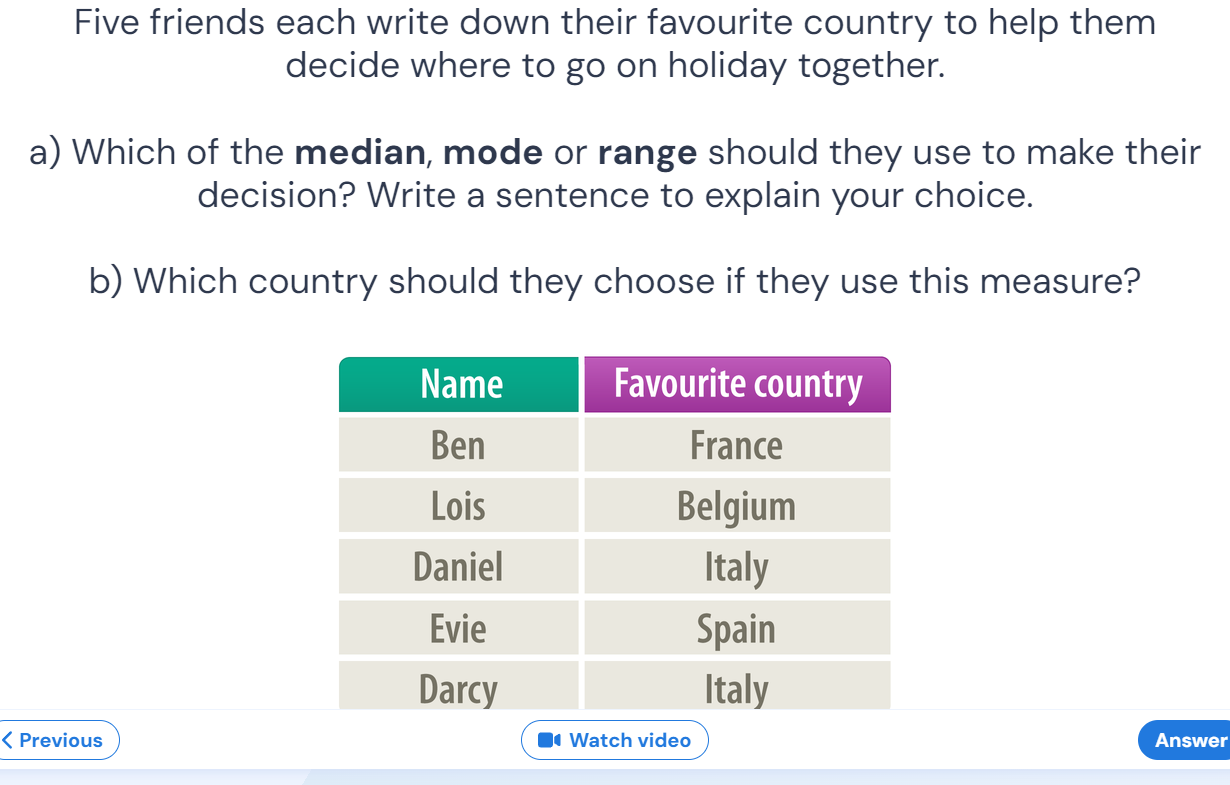 Five friends each write down their favourite country to help them
decide where to go on holiday together.
a) Which of the median, mode or range should they use to make their
decision? Write a sentence to explain your choice.
b) Which country should they choose if they use this measure?
Name Favourite country
Ben France
Lois Belgium
Daniel Italy
Evie Spain
Darcy Italy
Previous Watch video Answer